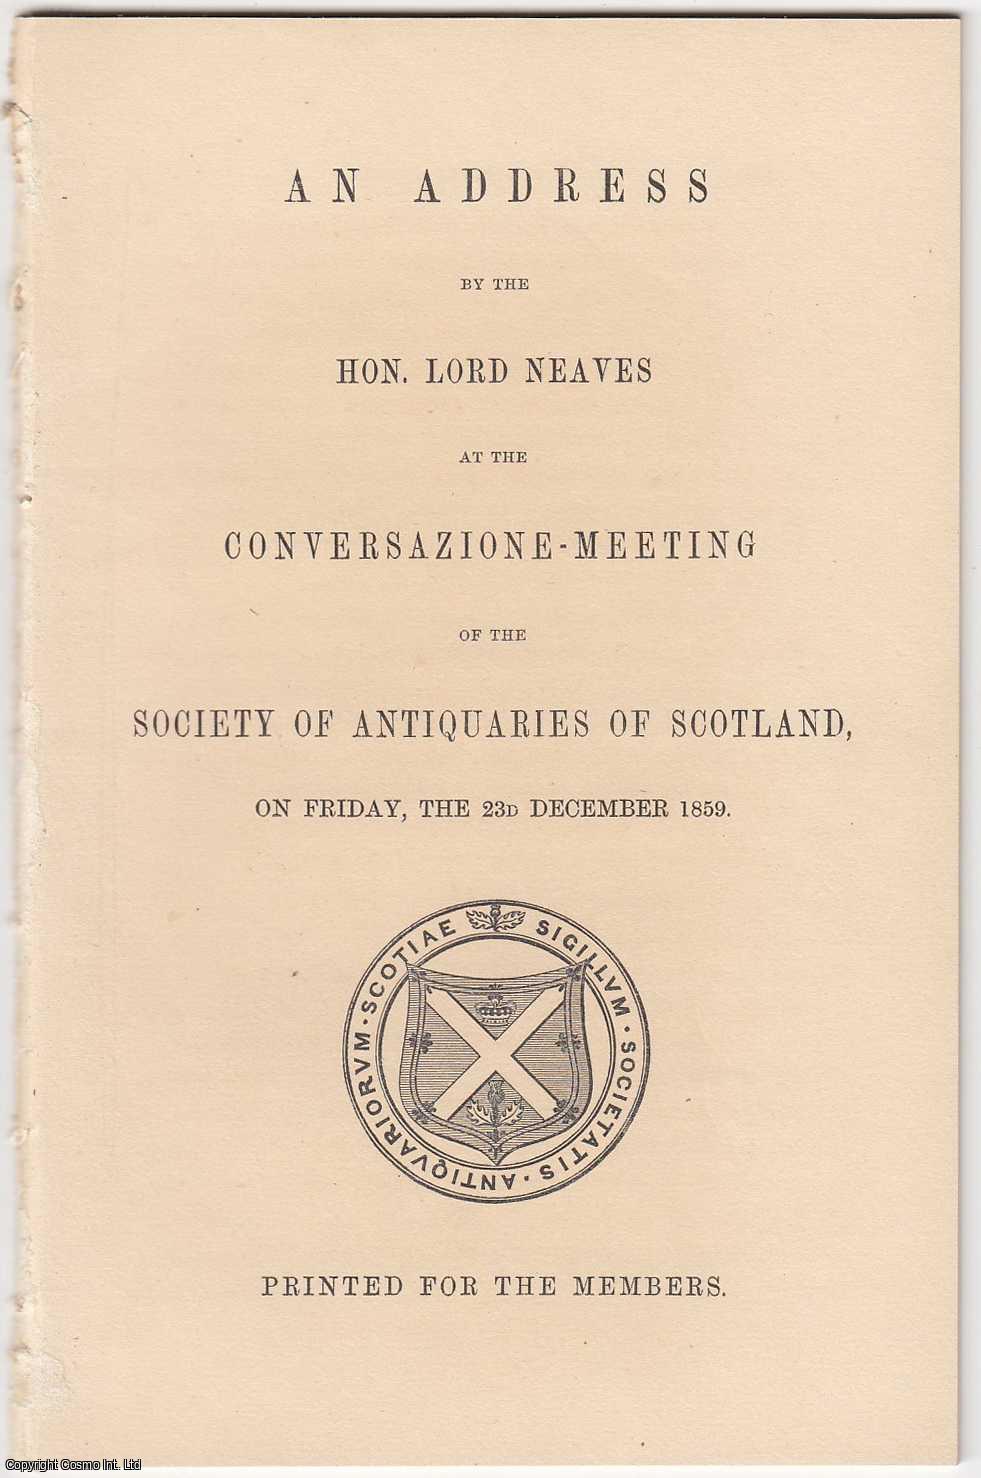 AN ADDRESS
BY THE
HON. LORD NEAVES
AT THE
CONVERSAZIONE-MEETING
OF THE
SOCIETY OF ANTIQUARIES OF SCOTLAND,
ON FRIDAY, THE 23D DECEMBER 1859.
SIGILLVM · SOCIETATIS · ANTIQVARIORVM · SCOTIAE
PRINTED FOR THE MEMBERS.
Copyright Cosmo Int. Ltd